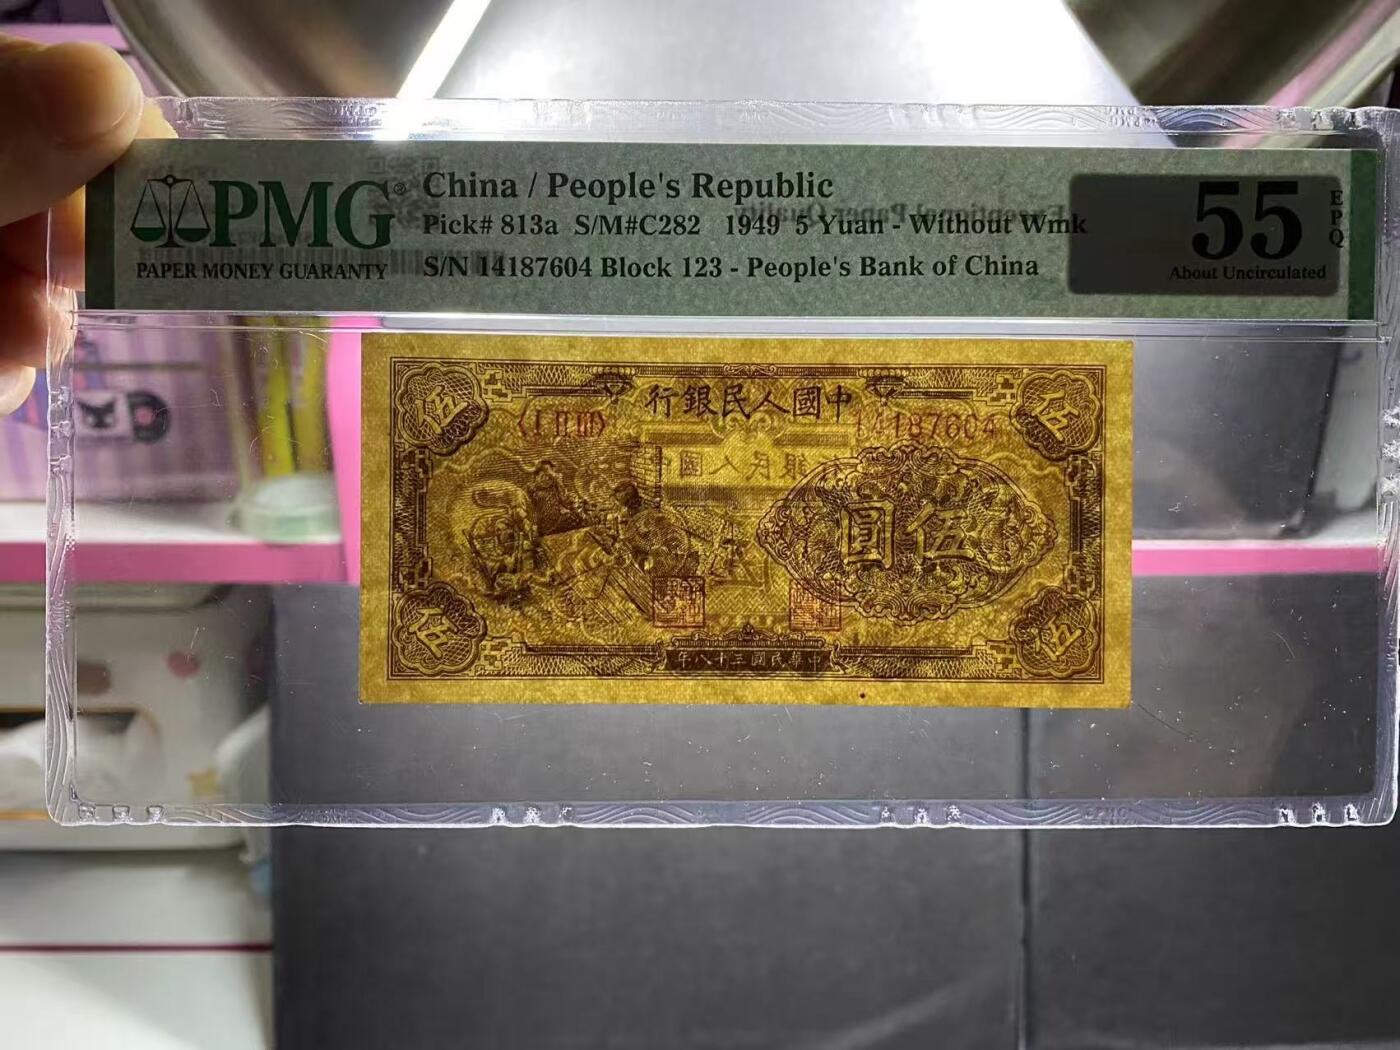 PMG®
PAPER MONEY GUARANTY
China / People's Republic
Pick# 813a S/M#C282 1949 5 Yuan - Without Wmk
S/N 14187604 Block 123 - People's Bank of China
55
EPQ
About Uncirculated
行銀民人國中
〈I II III〉
14187604
伍
伍
圓伍
伍
伍
年八十三國民華中